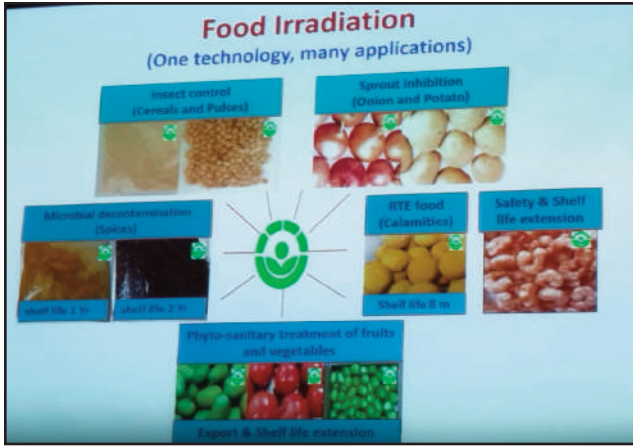 Food Irradiation
(One technology, many applications)
Insect control
(Cereals and Pulses)
Sprout inhibition
(Onion and Potato)
Microbial decontamination
(Spices)
shelf life 1 Yr
shelf life 2 Yr
RTE food
(Calamities)
Shelf life 8 m
Safety & Shelf
life extension
Phyto-sanitary treatment of fruits
and vegetables
Export & Shelf life extension